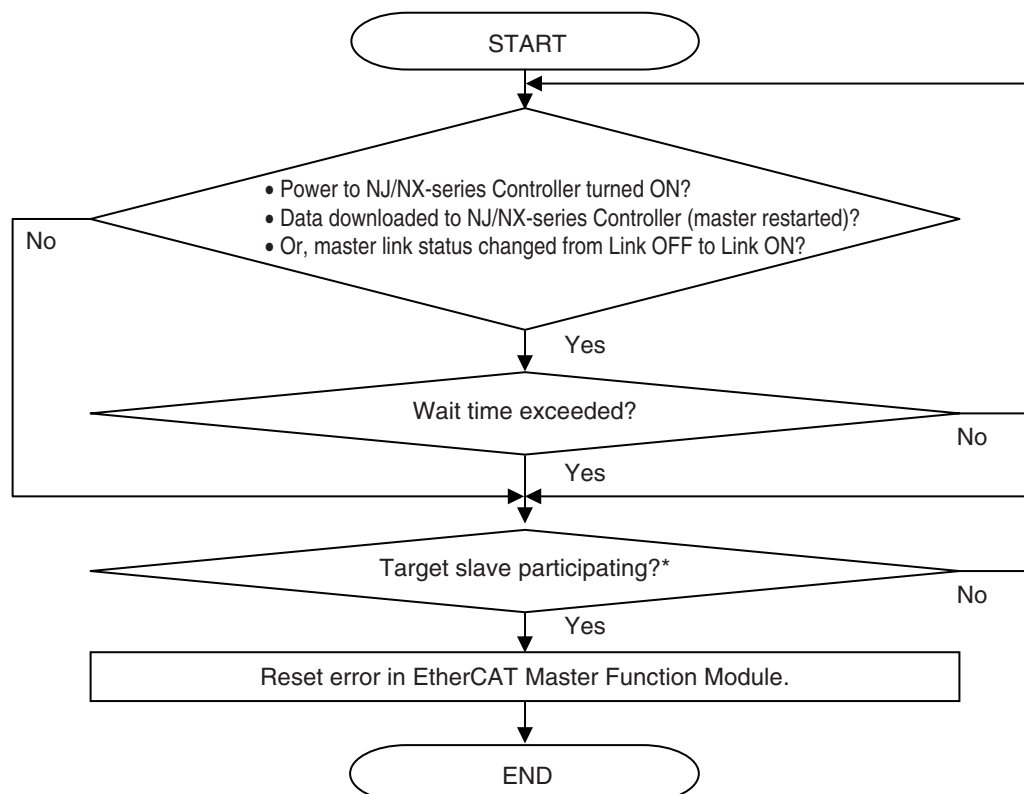 START
• Power to NJ/NX-series Controller turned ON?
• Data downloaded to NJ/NX-series Controller (master restarted)?
• Or, master link status changed from Link OFF to Link ON?
No
Yes
Wait time exceeded?
No
Yes
Target slave participating?*
No
Yes
Reset error in EtherCAT Master Function Module.
END